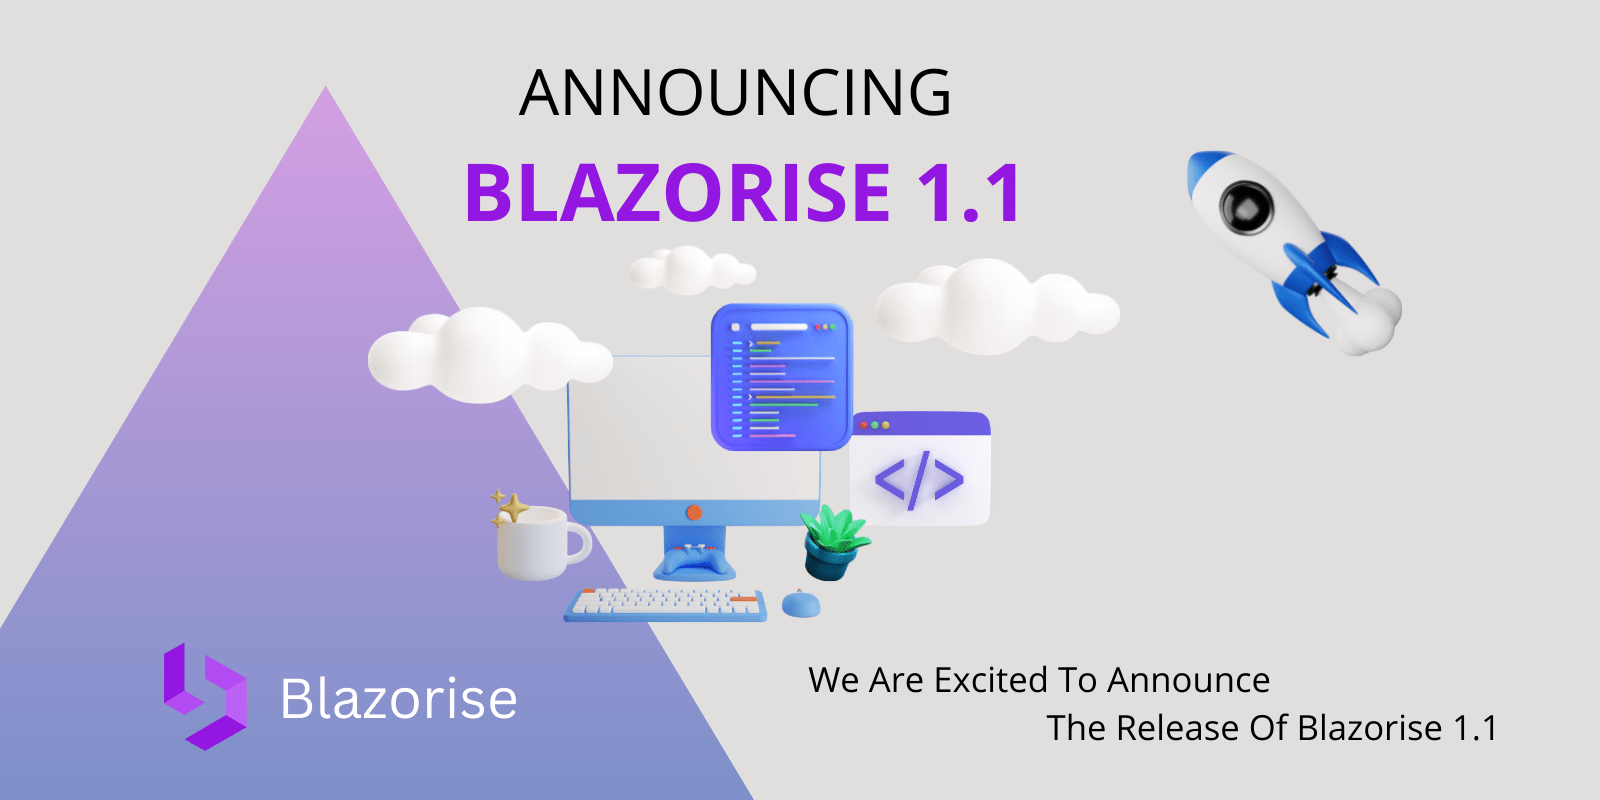 ANNOUNCING
BLAZORISE 1.1
</>
Blazorise
We Are Excited To Announce
The Release Of Blazorise 1.1